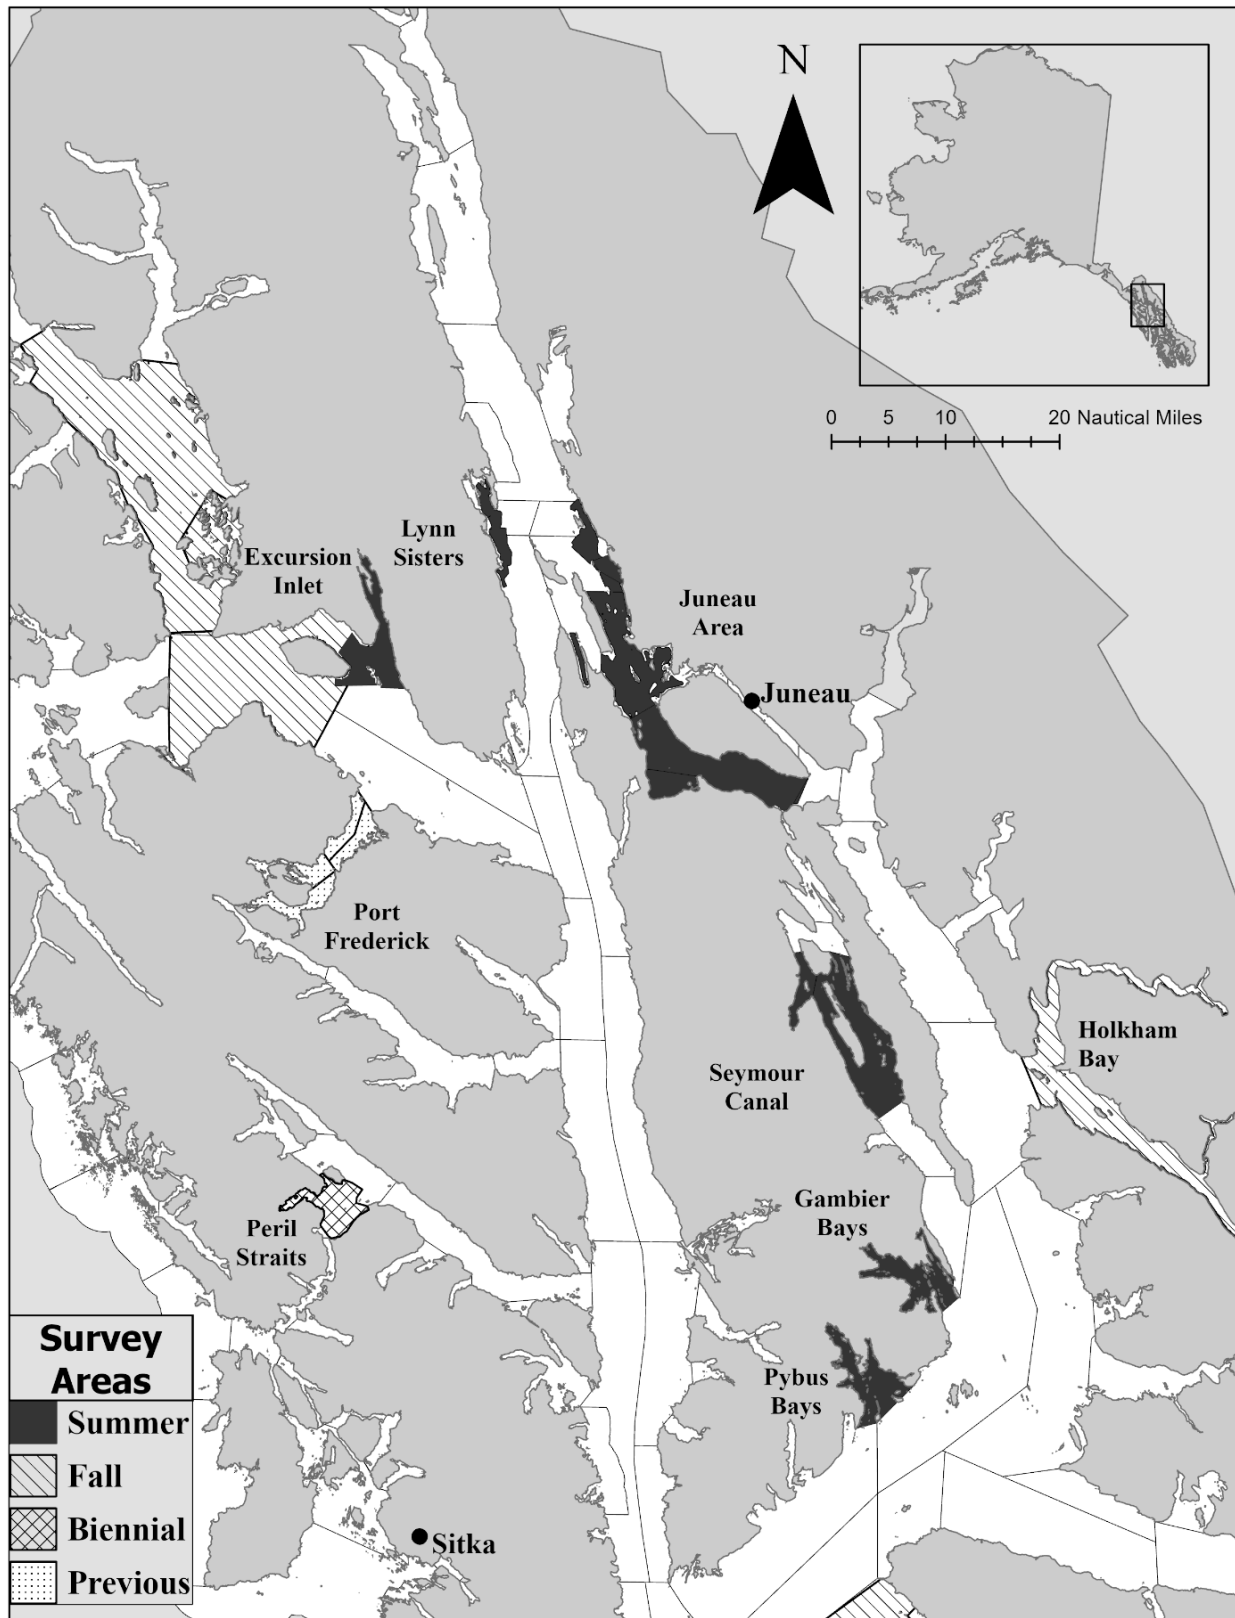 N
0 5 10 20 Nautical Miles
Lynn
Sisters
Excursion
Inlet
Juneau
Area
Juneau
Port
Frederick
Holkham
Bay
Seymour
Canal
Gambier
Bays
Peril
Straits
Pybus
Bays
Sitka
Survey
Areas
Summer
Fall
Biennial
Previous